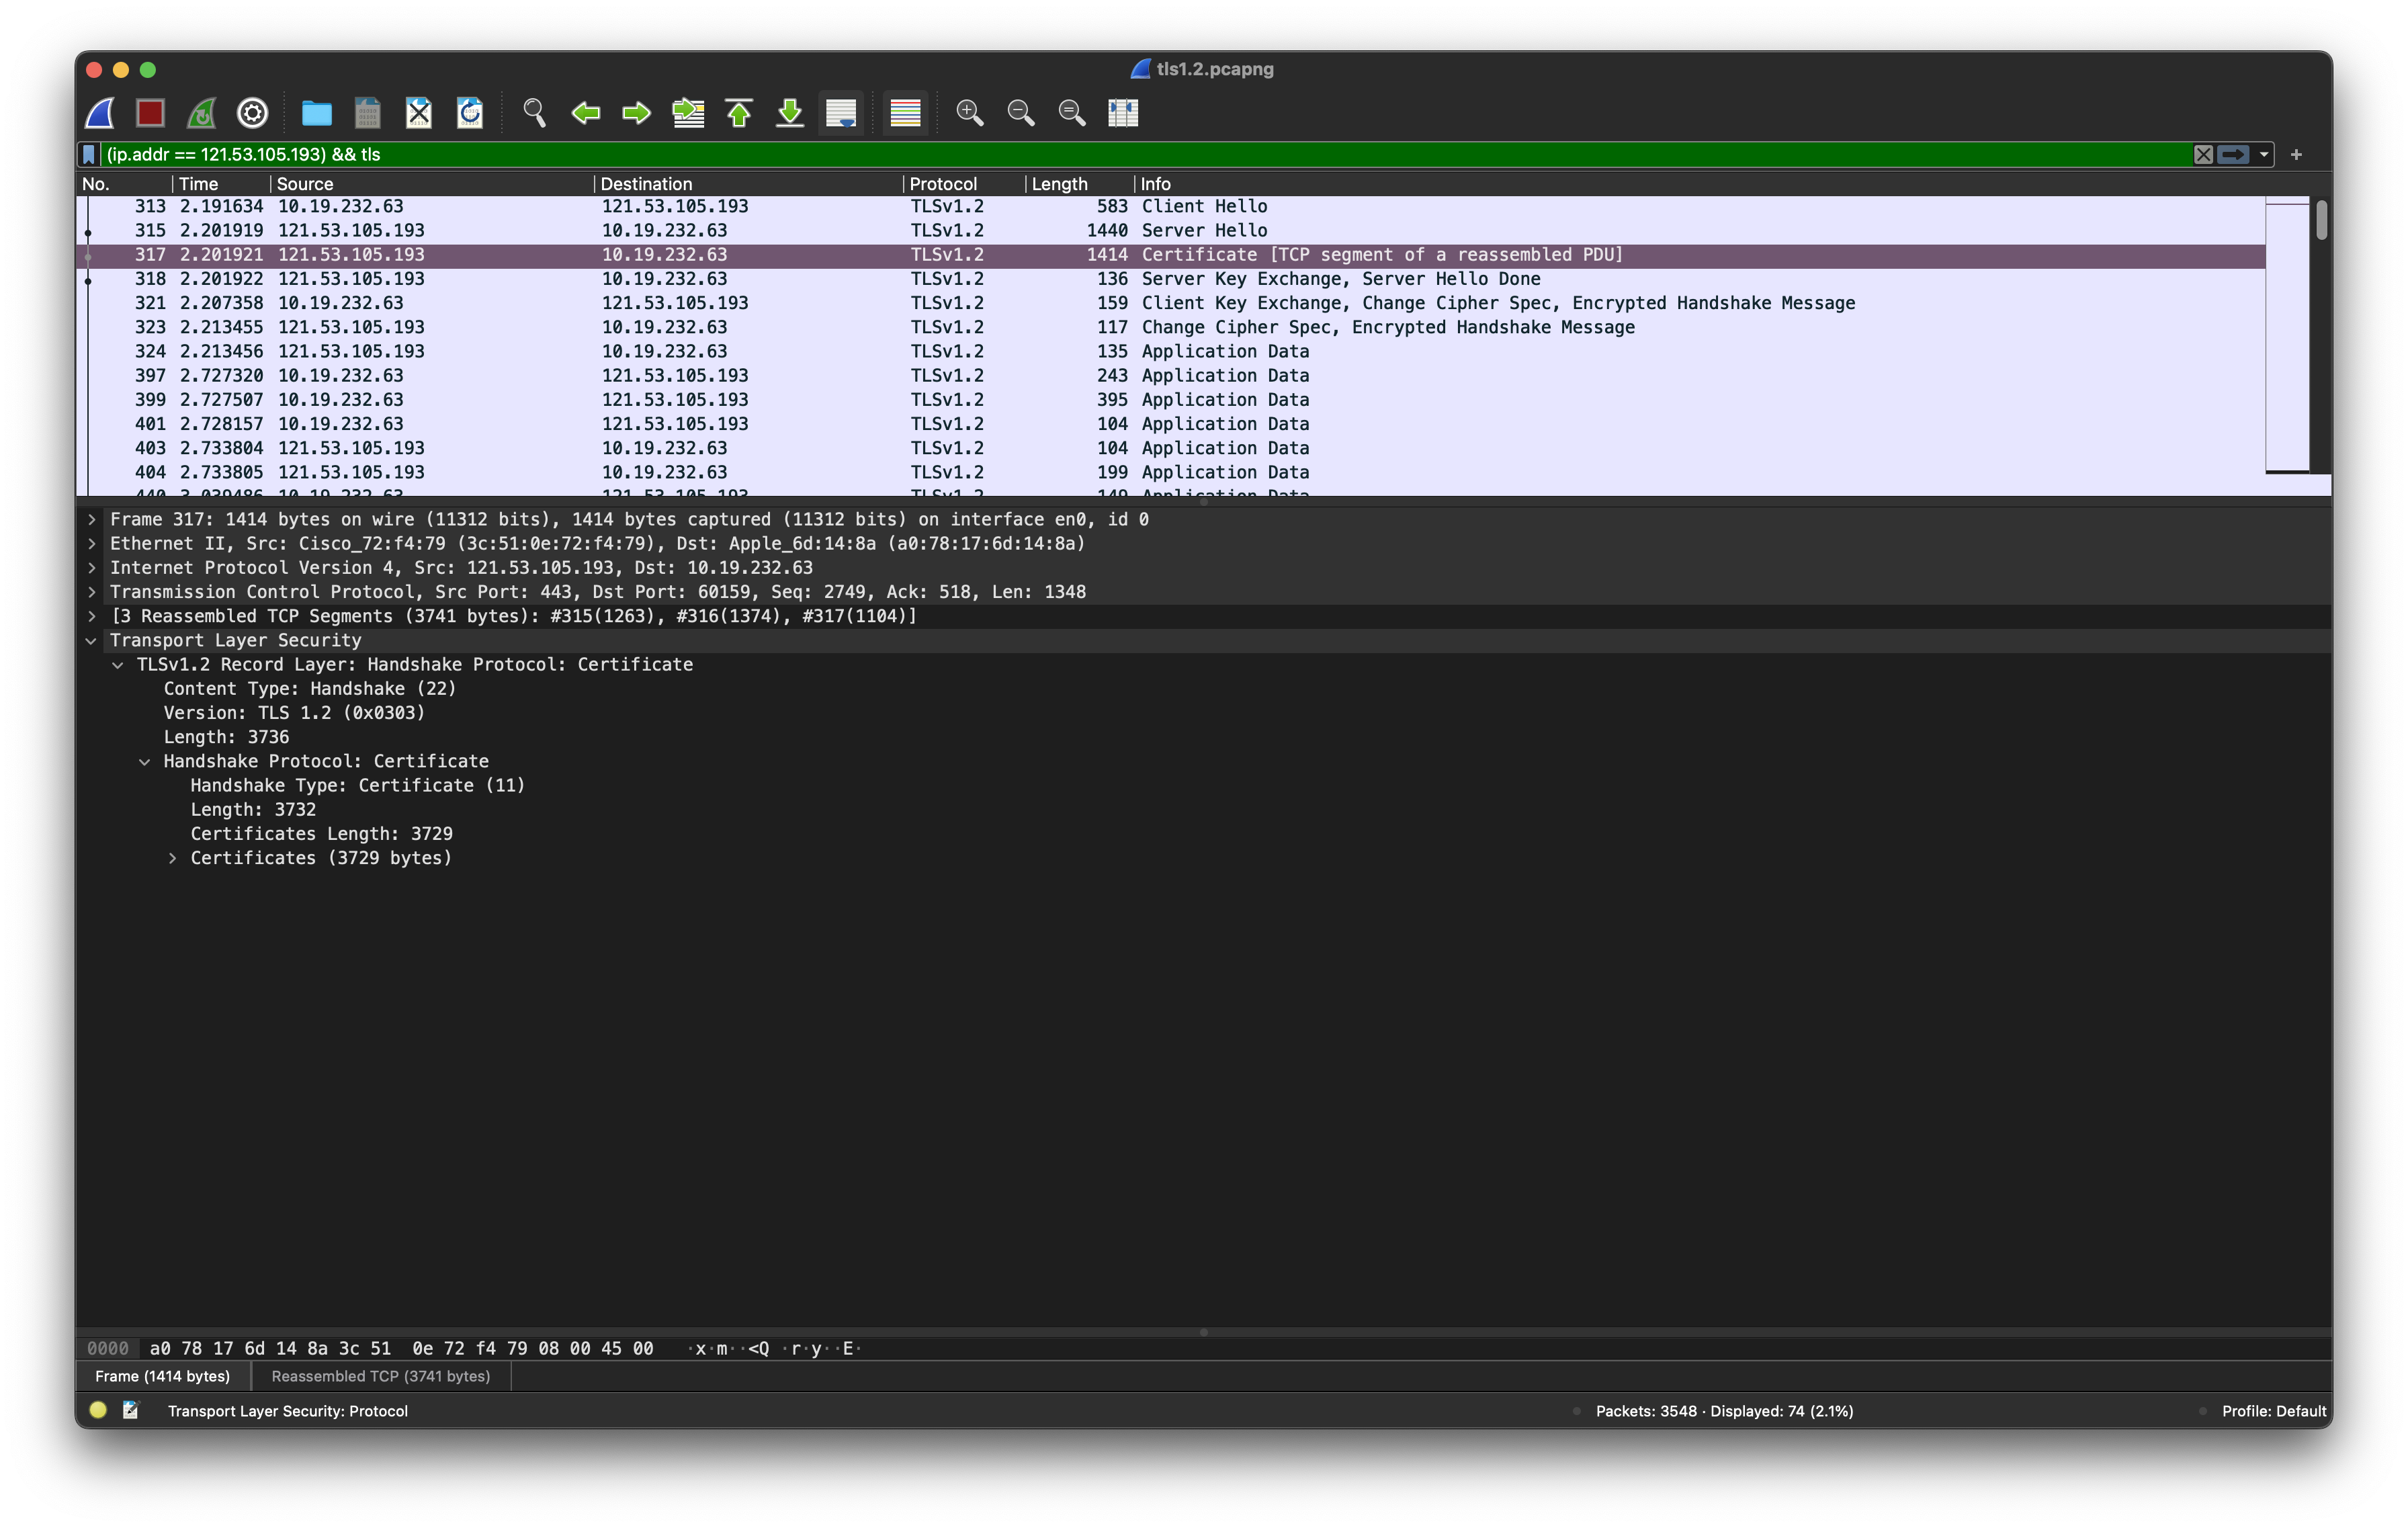 tls1.2.pcapng
(ip.addr == 121.53.105.193) && tls
No. Time Source Destination Protocol Length Info
313 2.191634 10.19.232.63 121.53.105.193 TLSv1.2 583 Client Hello
315 2.201919 121.53.105.193 10.19.232.63 TLSv1.2 1440 Server Hello
317 2.201921 121.53.105.193 10.19.232.63 TLSv1.2 1414 Certificate [TCP segment of a reassembled PDU]
318 2.201922 121.53.105.193 10.19.232.63 TLSv1.2 136 Server Key Exchange, Server Hello Done
321 2.207358 10.19.232.63 121.53.105.193 TLSv1.2 159 Client Key Exchange, Change Cipher Spec, Encrypted Handshake Message
323 2.213455 121.53.105.193 10.19.232.63 TLSv1.2 117 Change Cipher Spec, Encrypted Handshake Message
324 2.213456 121.53.105.193 10.19.232.63 TLSv1.2 135 Application Data
397 2.727320 10.19.232.63 121.53.105.193 TLSv1.2 243 Application Data
399 2.727507 10.19.232.63 121.53.105.193 TLSv1.2 395 Application Data
401 2.728157 10.19.232.63 121.53.105.193 TLSv1.2 104 Application Data
403 2.733804 121.53.105.193 10.19.232.63 TLSv1.2 104 Application Data
404 2.733805 121.53.105.193 10.19.232.63 TLSv1.2 199 Application Data
10.19.232.63 121.53.105.193 TLSv1.2 Application Data
Frame 317: 1414 bytes on wire (11312 bits), 1414 bytes captured (11312 bits) on interface en0, id 0
Ethernet II, Src: Cisco_72:f4:79 (3c:51:0e:72:f4:79), Dst: Apple_6d:14:8a (a0:78:17:6d:14:8a)
Internet Protocol Version 4, Src: 121.53.105.193, Dst: 10.19.232.63
Transmission Control Protocol, Src Port: 443, Dst Port: 60159, Seq: 2749, Ack: 518, Len: 1348
[3 Reassembled TCP Segments (3741 bytes): #315(1263), #316(1374), #317(1104)]
Transport Layer Security
TLSv1.2 Record Layer: Handshake Protocol: Certificate
Content Type: Handshake (22)
Version: TLS 1.2 (0x0303)
Length: 3736
Handshake Protocol: Certificate
Handshake Type: Certificate (11)
Length: 3732
Certificates Length: 3729
Certificates (3729 bytes)
0000 a0 78 17 6d 14 8a 3c 51 0e 72 f4 79 08 00 45 00 ·x·m··<Q ·r·y··E·
Frame (1414 bytes) Reassembled TCP (3741 bytes)
Transport Layer Security: Protocol Packets: 3548 · Displayed: 74 (2.1%) Profile: Default